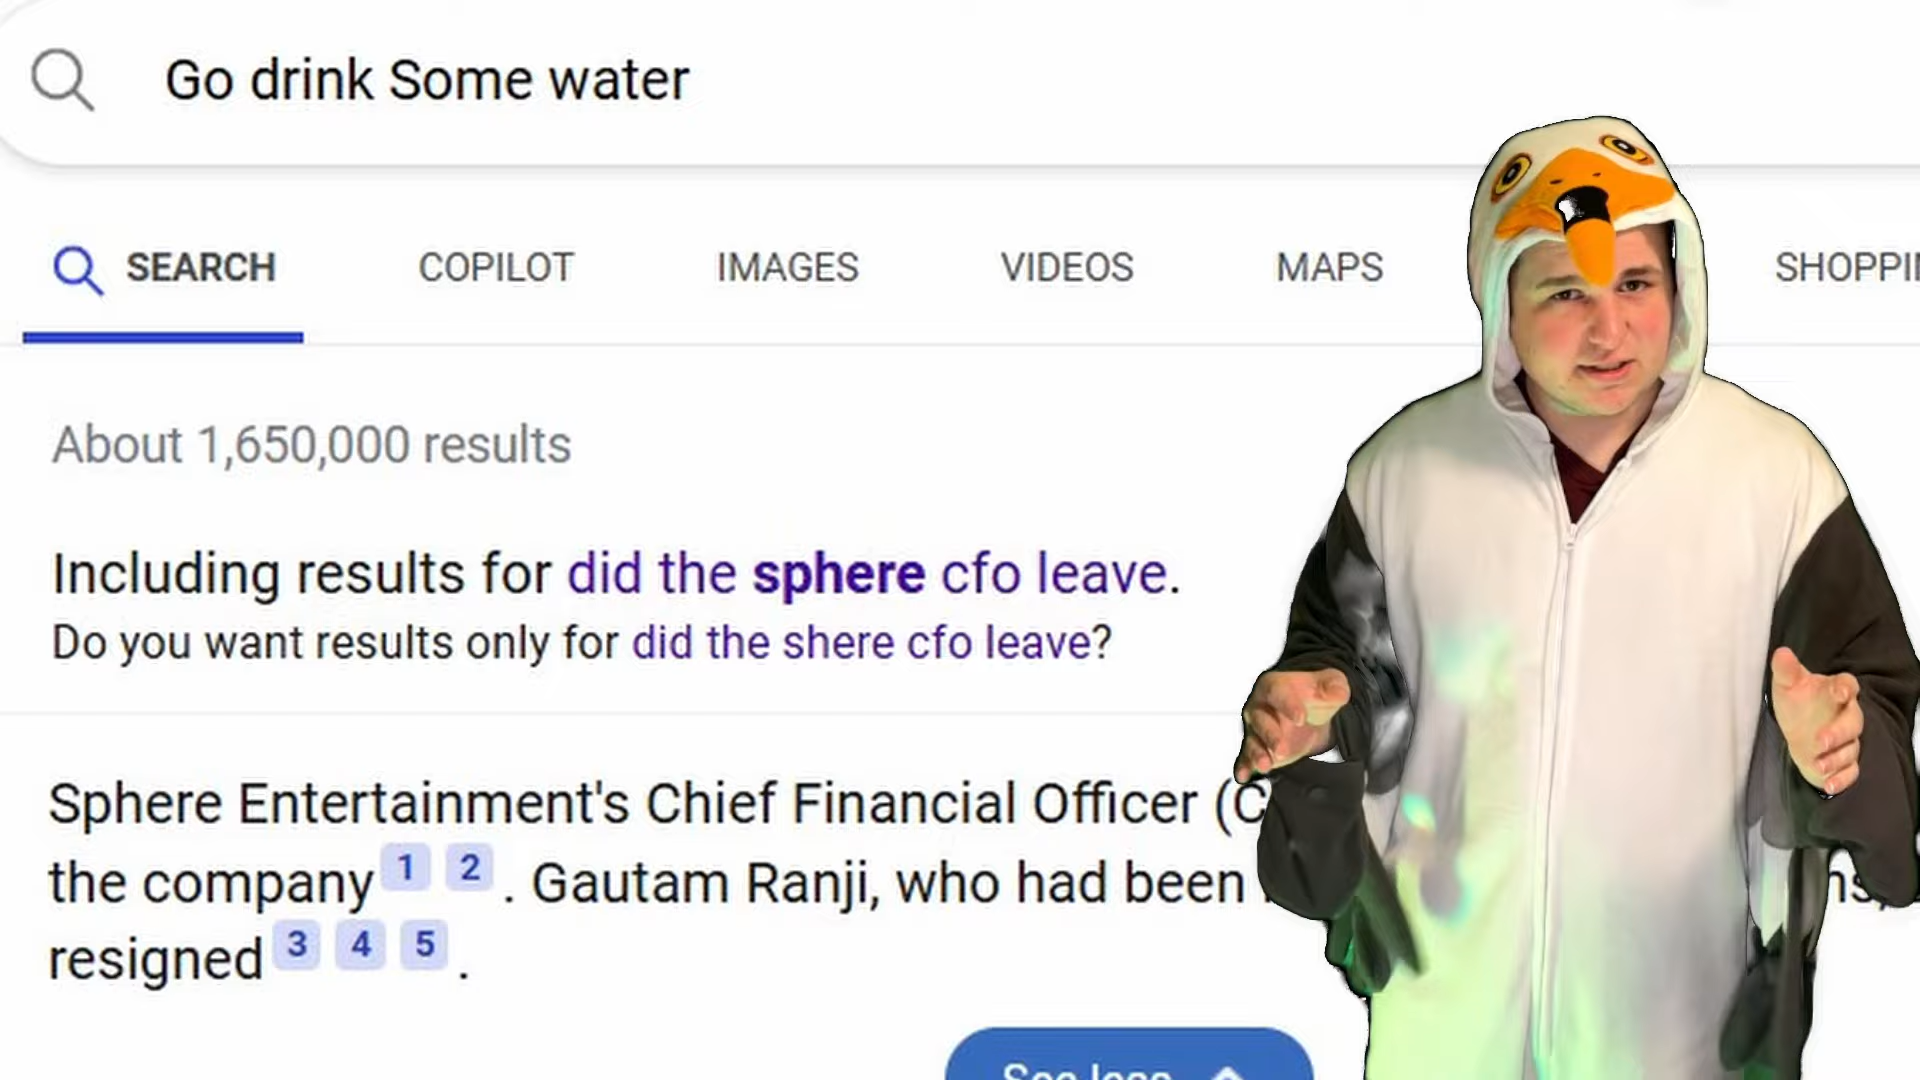 Go drink Some water
SEARCH COPILOT IMAGES VIDEOS MAPS
About 1,650,000 results
Including results for did the sphere cfo leave.
Do you want results only for did the shere cfo leave?
Sphere Entertainment's Chief Financial Officer (C
the company 1 2 . Gautam Ranji, who had been
resigned 3 4 5 .
See less